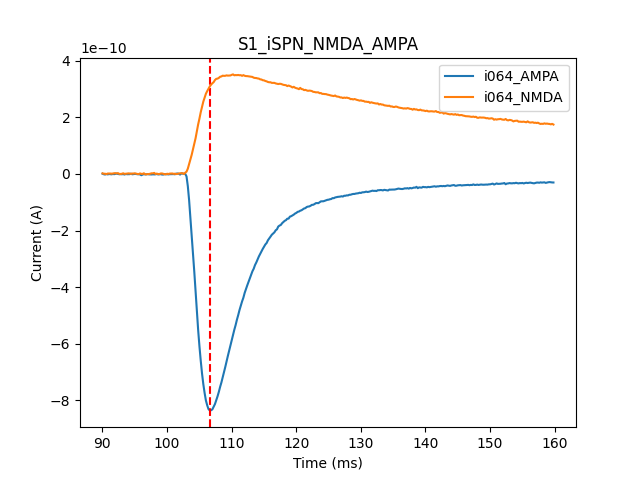 S1_iSPN_NMDA_AMPA
1e−10
4
2
0
−2
−4
−6
−8
Current (A)
i064_AMPA
i064_NMDA
90 100 110 120 130 140 150 160
Time (ms)